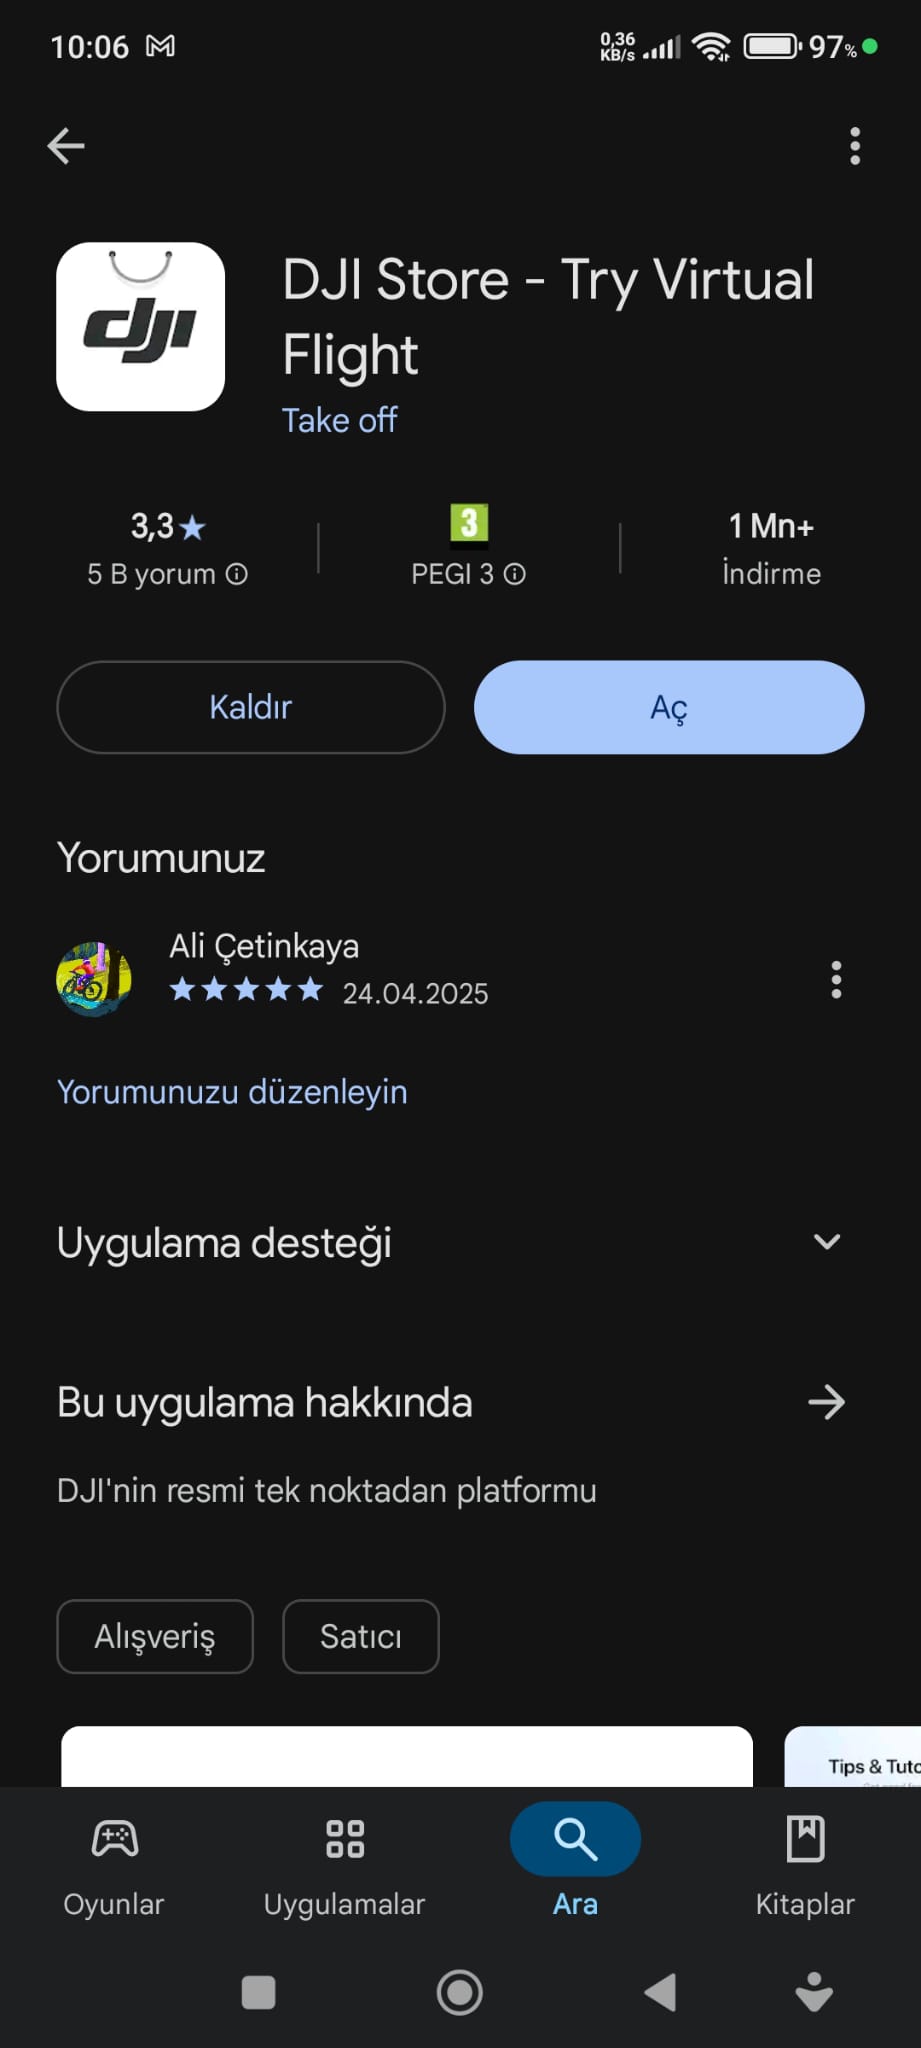 10:06
0,36
KB/s
97%
dji
DJI Store - Try Virtual
Flight
Take off
3,3★
3
1 Mn+
5 B yorum
PEGI 3
İndirme
Kaldır
Aç
Yorumunuz
Ali Çetinkaya
★★★★★ 24.04.2025
Yorumunuzu düzenleyin
Uygulama desteği
Bu uygulama hakkında
DJI'nin resmi tek noktadan platformu
Alışveriş
Satıcı
Tips & Tuto
Oyunlar
Uygulamalar
Ara
Kitaplar